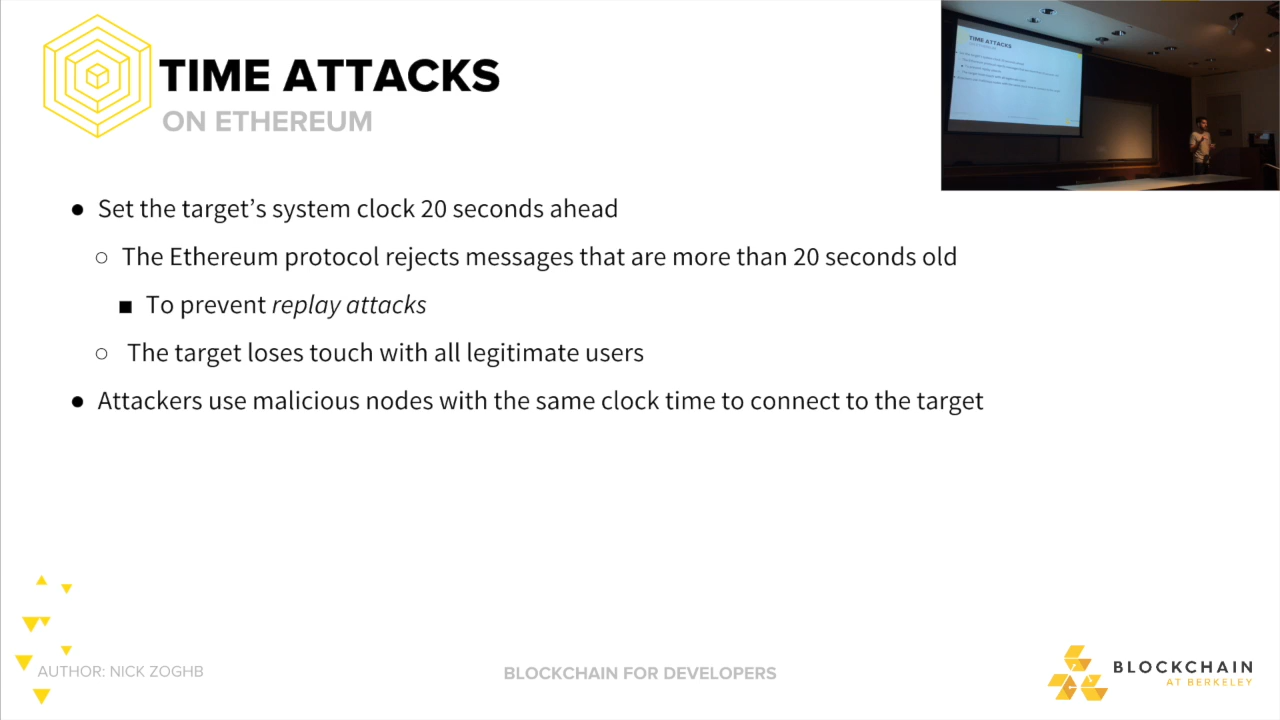 TIME ATTACKS
ON ETHEREUM
TIME ATTACKS
● Set the target’s system clock 20 seconds ahead
○ The Ethereum protocol rejects messages that are more than 20 seconds old
■ To prevent replay attacks
○ The target loses touch with all legitimate users
● Attackers use malicious nodes with the same clock time to connect to the target
AUTHOR: NICK ZOGHB
BLOCKCHAIN FOR DEVELOPERS
BLOCKCHAIN
AT BERKELEY